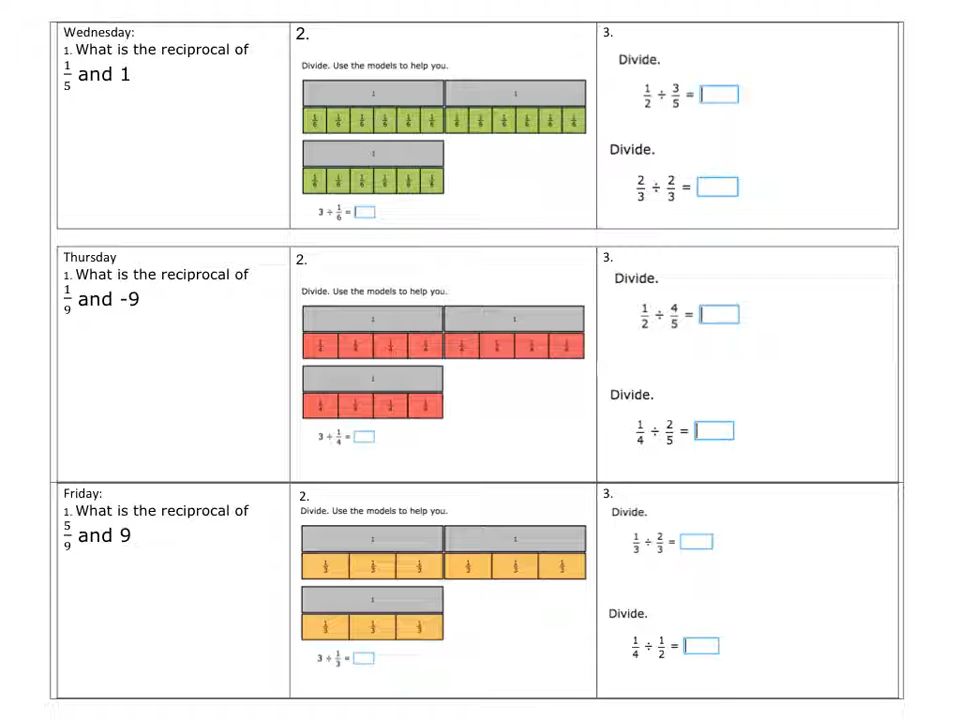 Wednesday:
1. What is the reciprocal of
1/5 and 1
2.
Divide. Use the models to help you.
1 1
1/6 1/6 1/6 1/6 1/6 1/6 1/6 1/6 1/6 1/6 1/6 1/6
1
1/6 1/6 1/6 1/6 1/6 1/6
3 ÷ 1/6 =
3.
Divide.
1/2 ÷ 3/5 =
Divide.
2/3 ÷ 2/3 =
Thursday
1. What is the reciprocal of
1/9 and -9
2.
Divide. Use the models to help you.
1 1
1/4 1/4 1/4 1/4 1/4 1/4 1/4 1/4
1
1/4 1/4 1/4 1/4
3 ÷ 1/4 =
3.
Divide.
1/2 ÷ 4/5 =
Divide.
1/4 ÷ 2/5 =
Friday:
1. What is the reciprocal of
5/9 and 9
2.
Divide. Use the models to help you.
1 1
1/3 1/3 1/3 1/3 1/3 1/3
1
1/3 1/3 1/3
3 ÷ 1/3 =
3.
Divide.
1/3 ÷ 2/3 =
Divide.
1/4 ÷ 1/2 =